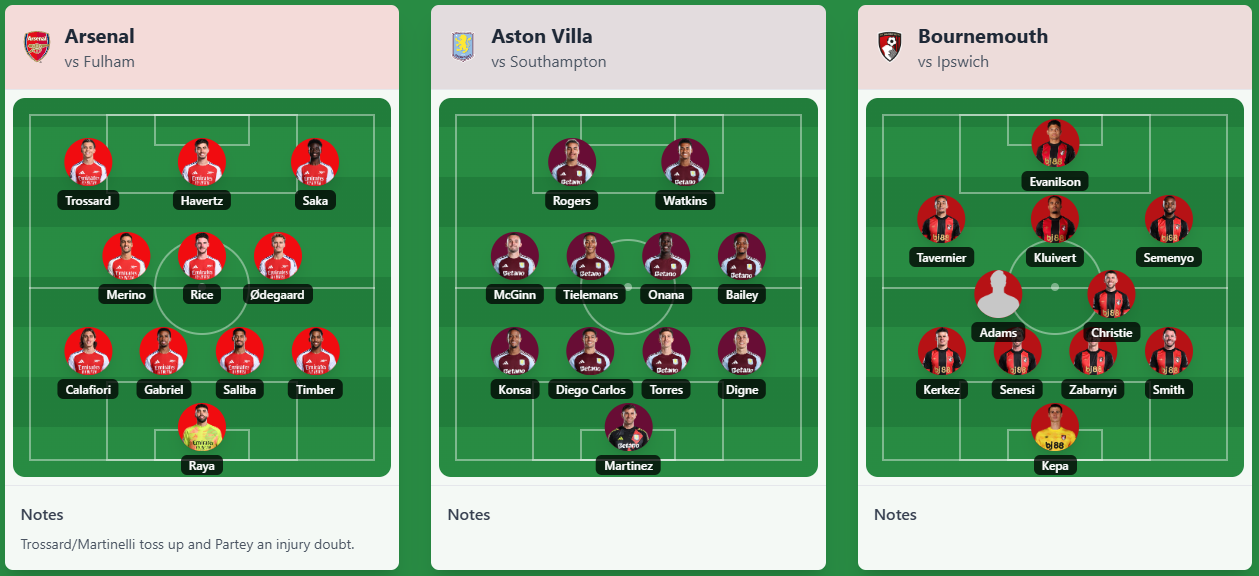 Arsenal
vs Fulham
Trossard
Havertz
Saka
Merino
Rice
Ødegaard
Calafiori
Gabriel
Saliba
Timber
Raya
Notes
Trossard/Martinelli toss up and Partey an injury doubt.
Aston Villa
vs Southampton
Rogers
Watkins
McGinn
Tielemans
Onana
Bailey
Konsa
Diego Carlos
Torres
Digne
Martinez
Notes
Bournemouth
vs Ipswich
Evanilson
Tavernier
Kluivert
Semenyo
Adams
Christie
Kerkez
Senesi
Zabarnyi
Smith
Kepa
Notes